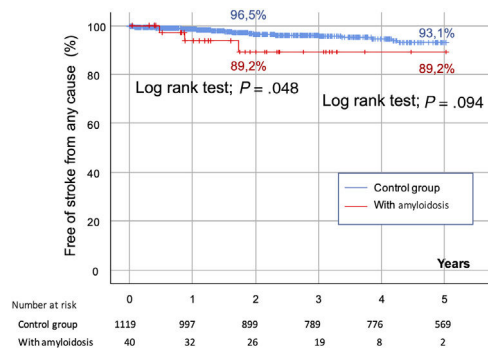 96,5%
93,1%
100
89,2%
89,2%
Log rank test; P = .048
Log rank test; P = .094
80
60
40
20
0
Free of stroke from any cause (%)
Control group
With amyloidosis
Years
Number at risk
0 1 2 3 4 5
Control group 1119 997 899 789 776 569
With amyloidosis 40 32 26 19 8 2